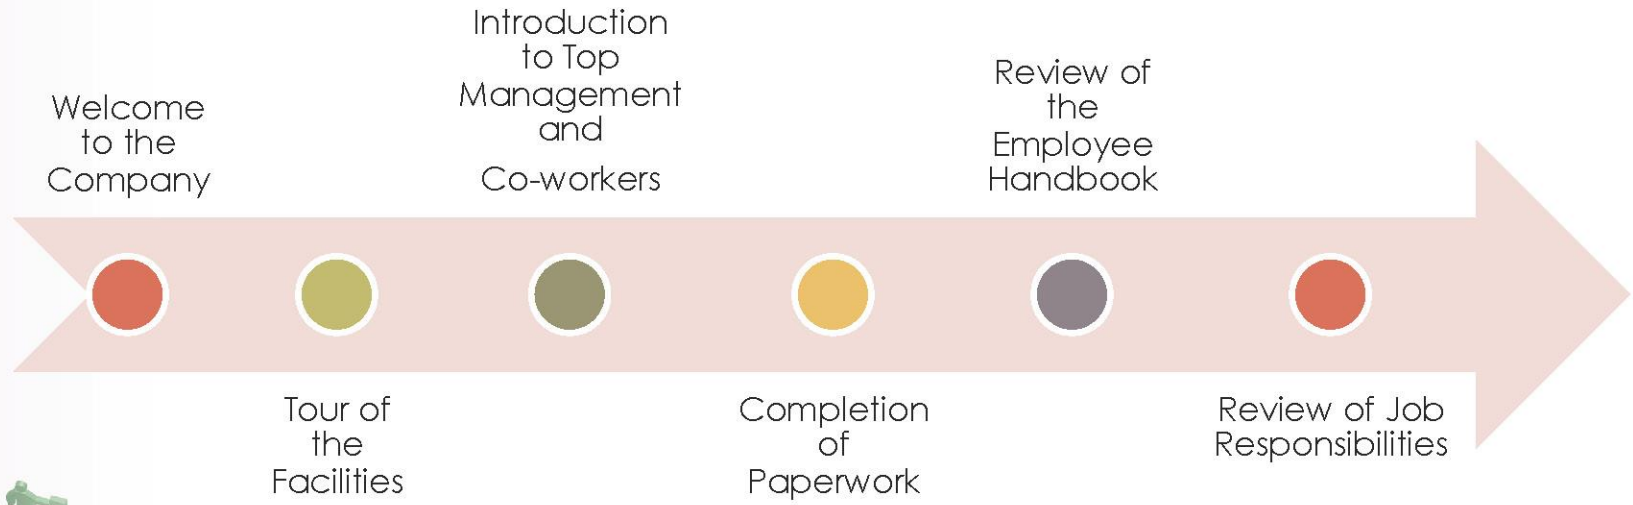 Welcome
to the
Company
Tour of
the
Facilities
Introduction
to Top
Management
and
Co-workers
Completion
of
Paperwork
Review of
the
Employee
Handbook
Review of Job
Responsibilities